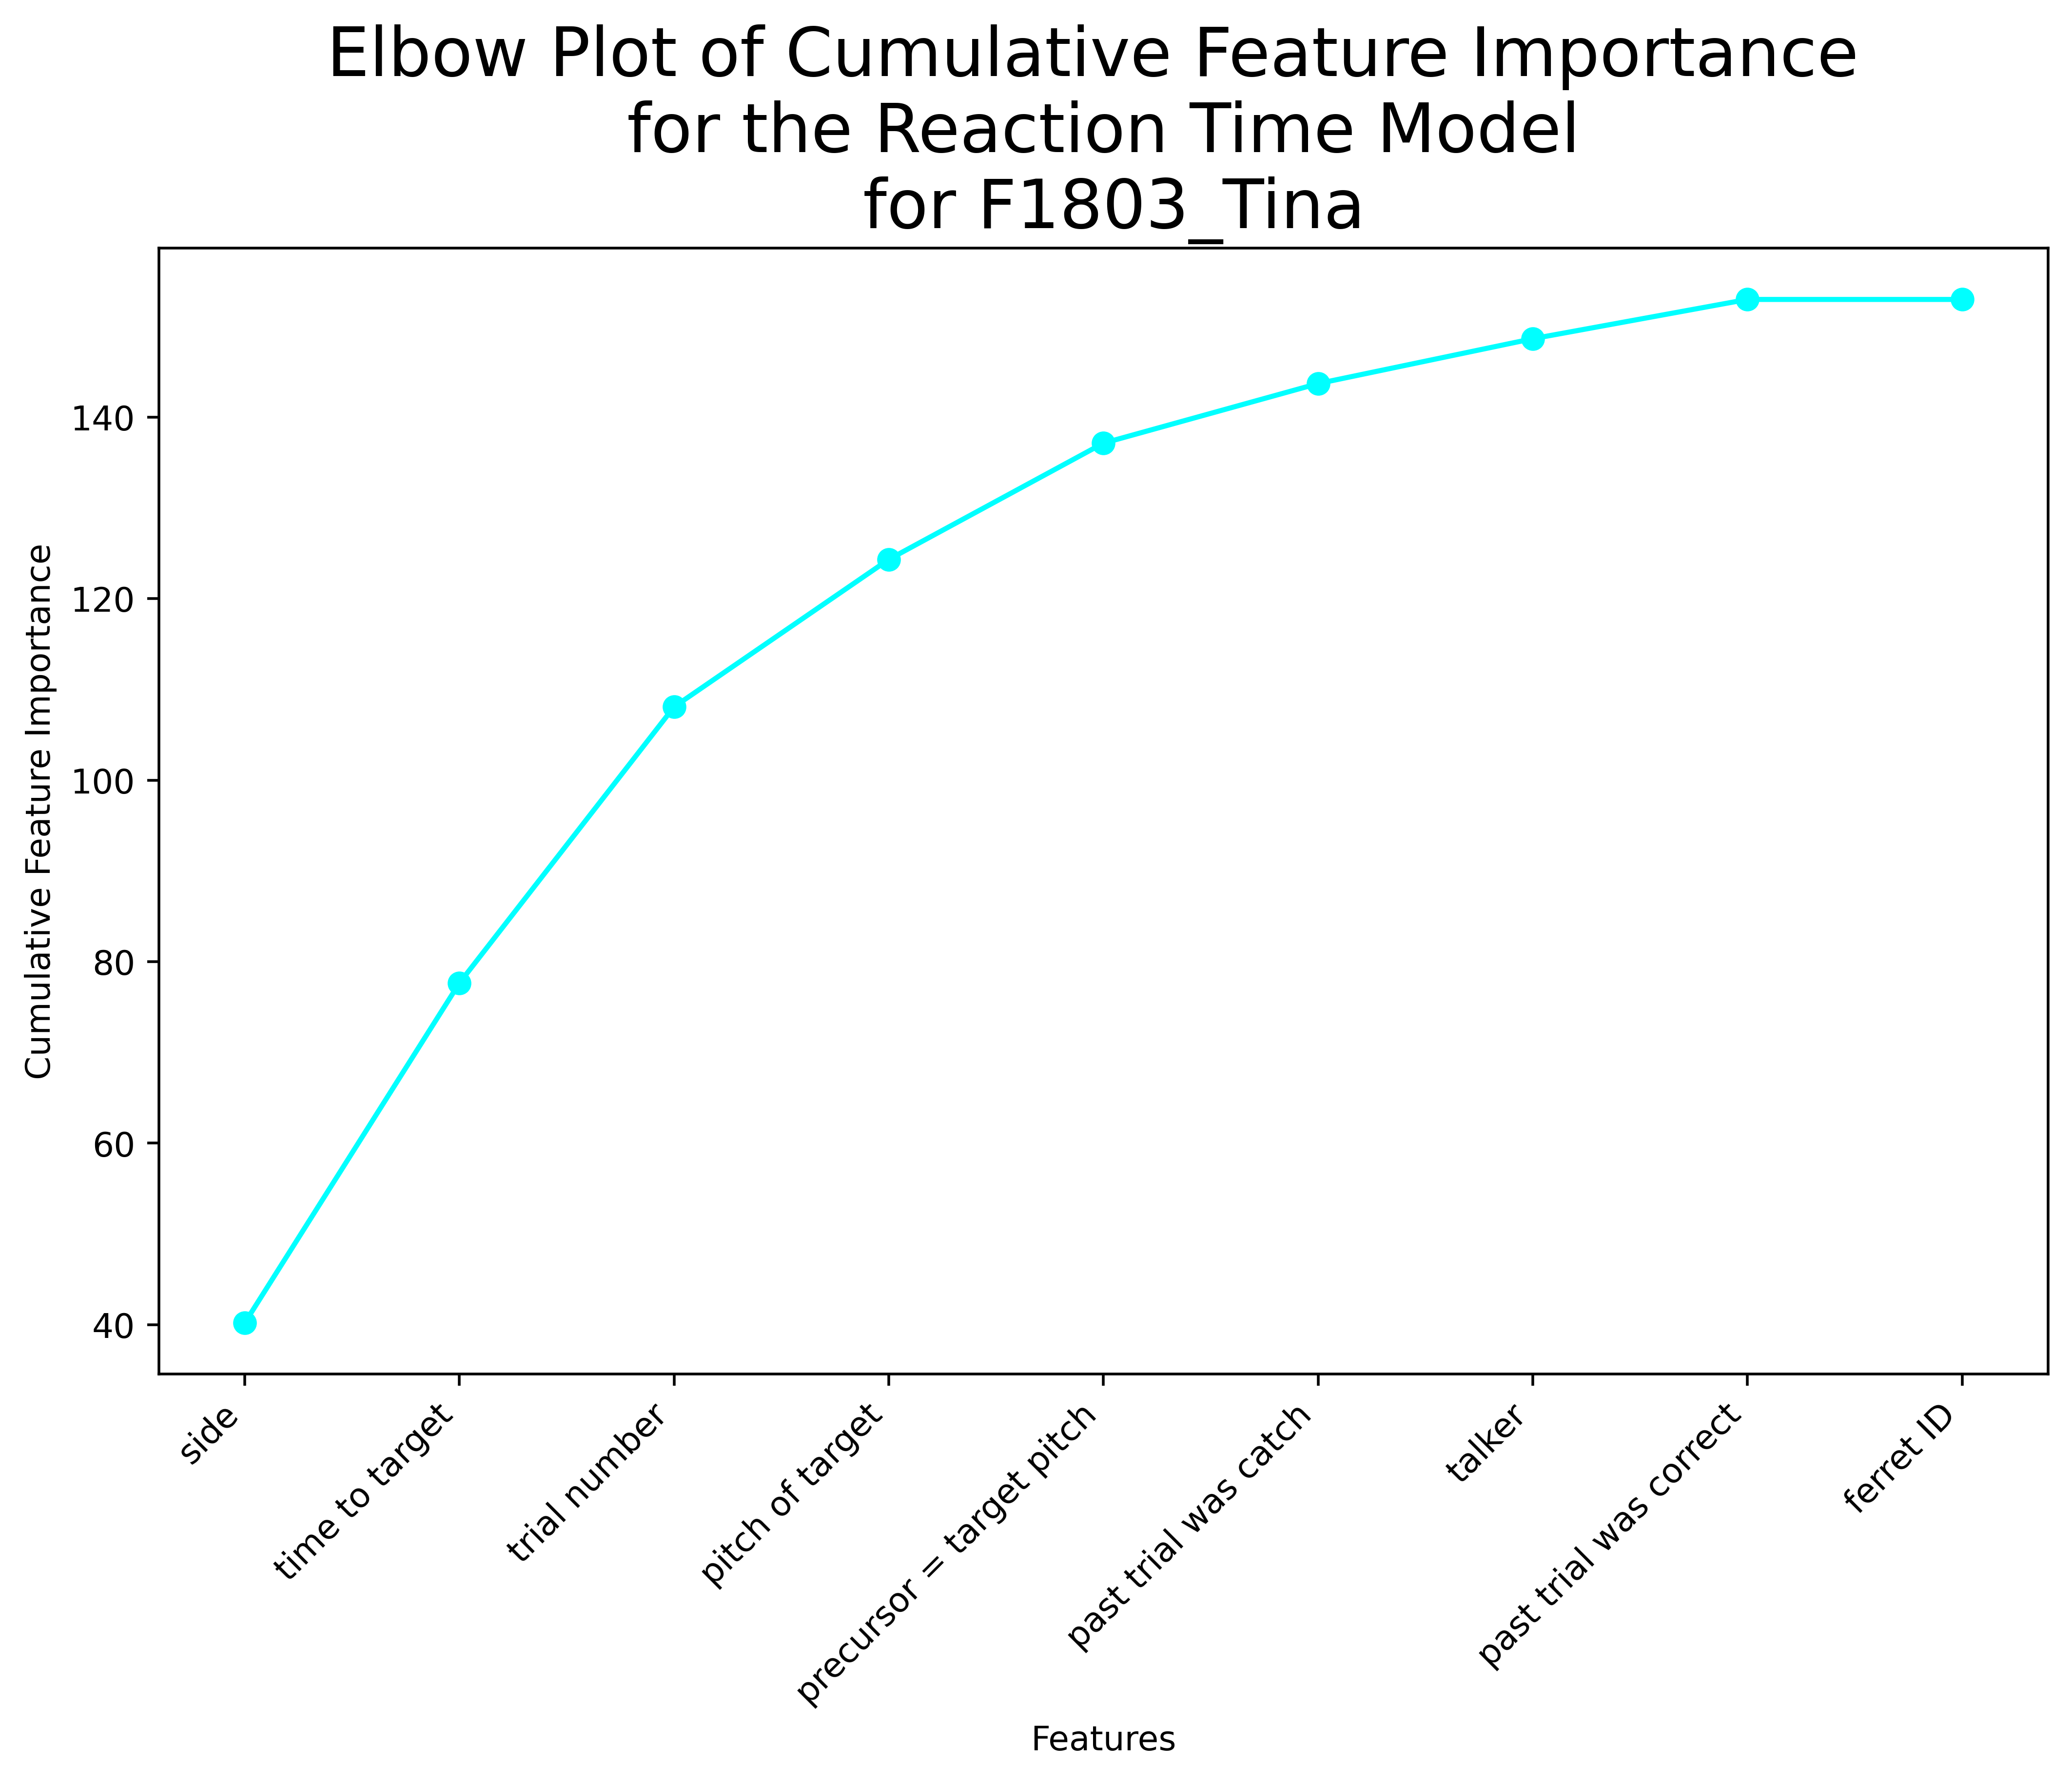 Elbow Plot of Cumulative Feature Importance
for the Reaction Time Model
for F1803_Tina
Cumulative Feature Importance
140
120
100
80
60
40
side
time to target
trial number
pitch of target
precursor = target pitch
past trial was catch
talker
past trial was correct
ferret ID
Features